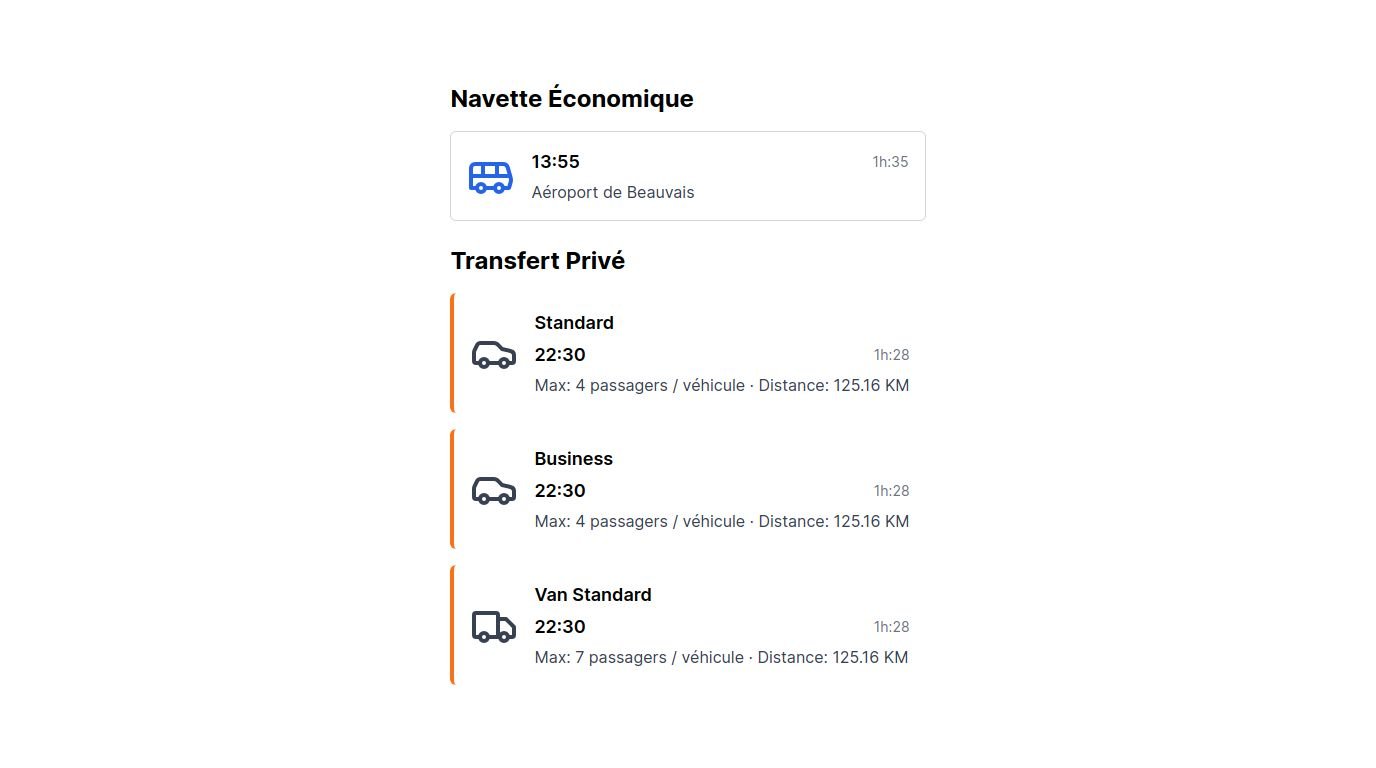 Navette Économique
13:55
1h:35
Aéroport de Beauvais
Transfert Privé
Standard
22:30
1h:28
Max: 4 passagers / véhicule · Distance: 125.16 KM
Business
22:30
1h:28
Max: 4 passagers / véhicule · Distance: 125.16 KM
Van Standard
22:30
1h:28
Max: 7 passagers / véhicule · Distance: 125.16 KM